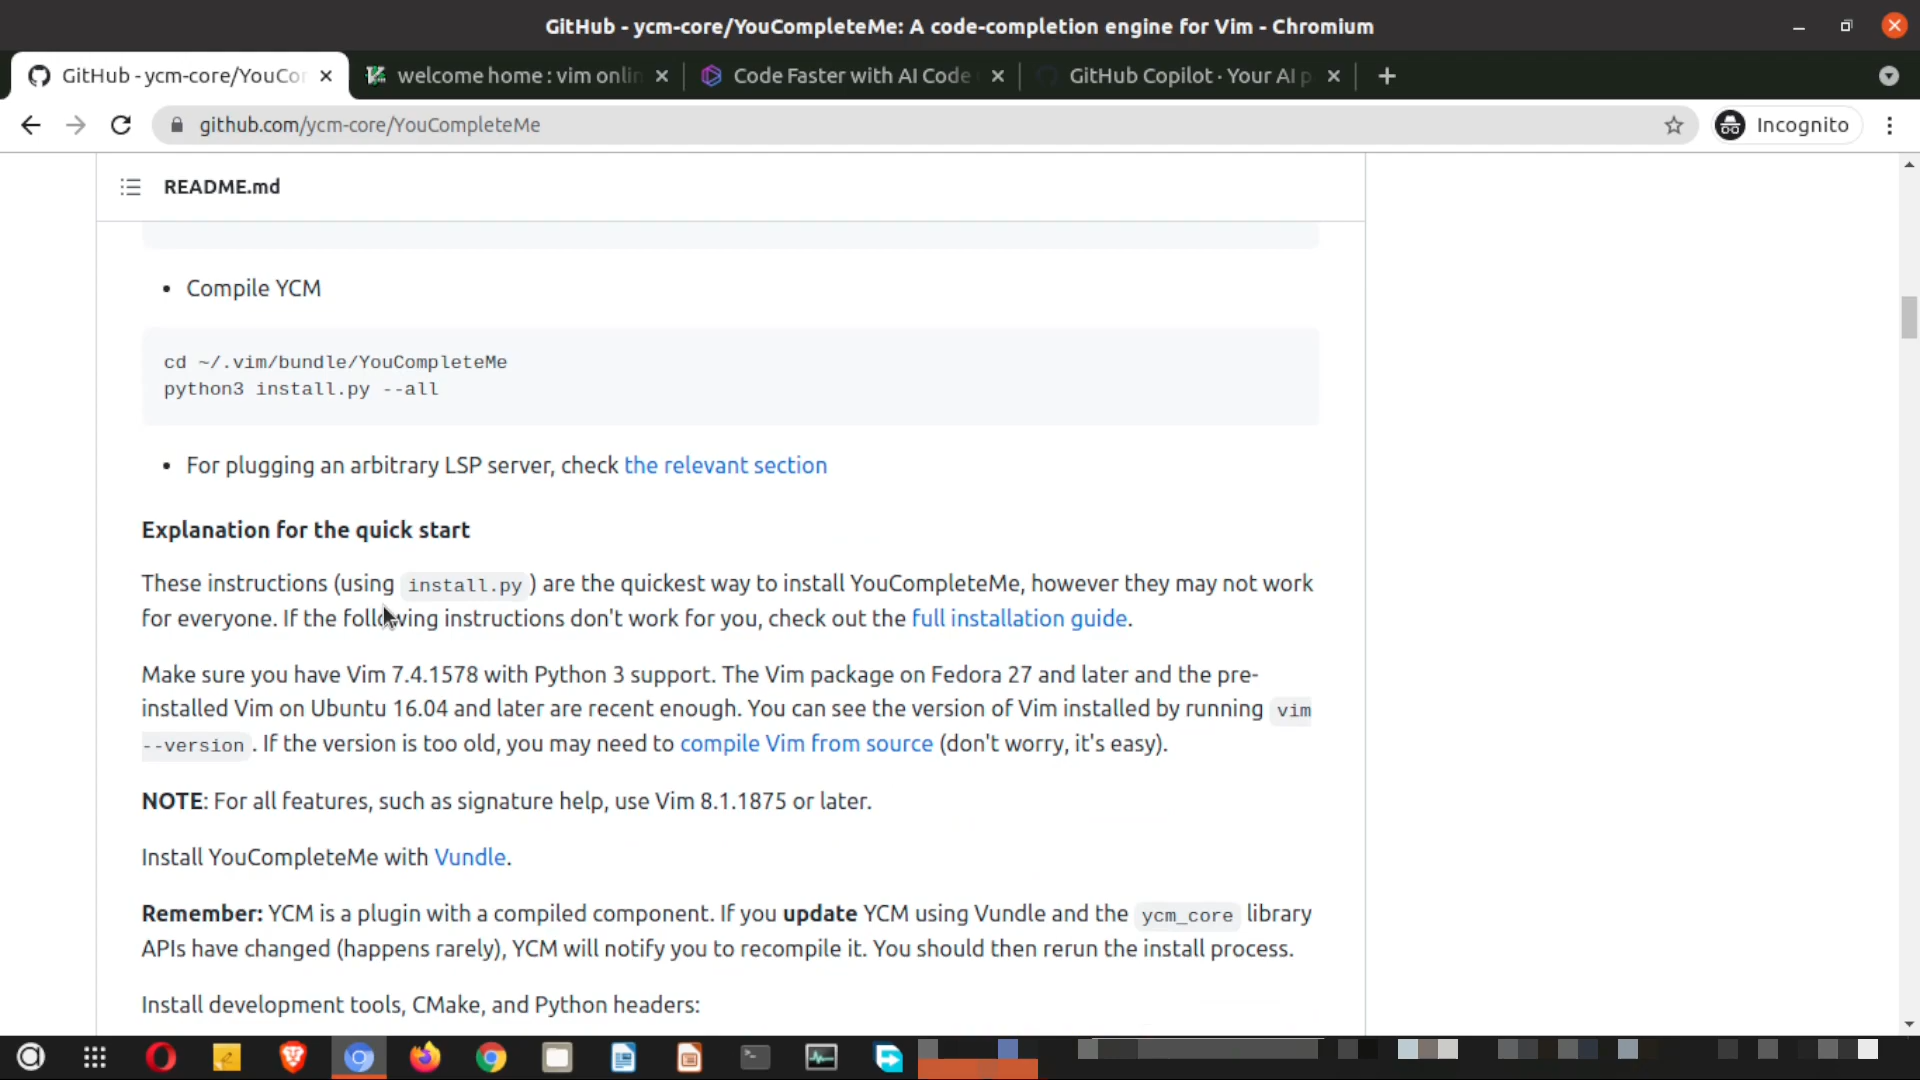 GitHub - ycm-core/YouCompleteMe: A code-completion engine for Vim - Chromium
GitHub - ycm-core/YouCo
welcome home : vim onlin
Code Faster with AI Code
GitHub Copilot · Your AI p
github.com/ycm-core/YouCompleteMe
Incognito
README.md
• Compile YCM
cd ~/.vim/bundle/YouCompleteMe
python3 install.py --all
• For plugging an arbitrary LSP server, check the relevant section
Explanation for the quick start
These instructions (using install.py ) are the quickest way to install YouCompleteMe, however they may not work
for everyone. If the following instructions don't work for you, check out the full installation guide.
Make sure you have Vim 7.4.1578 with Python 3 support. The Vim package on Fedora 27 and later and the pre-
installed Vim on Ubuntu 16.04 and later are recent enough. You can see the version of Vim installed by running vim
--version . If the version is too old, you may need to compile Vim from source (don't worry, it's easy).
NOTE: For all features, such as signature help, use Vim 8.1.1875 or later.
Install YouCompleteMe with Vundle.
Remember: YCM is a plugin with a compiled component. If you update YCM using Vundle and the ycm_core library
APIs have changed (happens rarely), YCM will notify you to recompile it. You should then rerun the install process.
Install development tools, CMake, and Python headers: